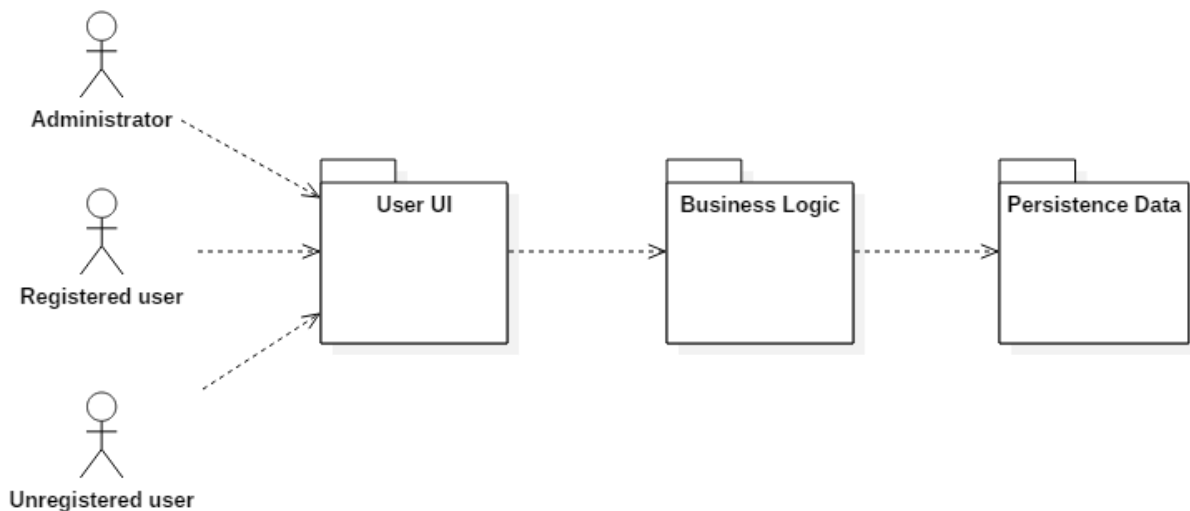 Administrator
User UI
Business Logic
Persistence Data
Registered user
Unregistered user